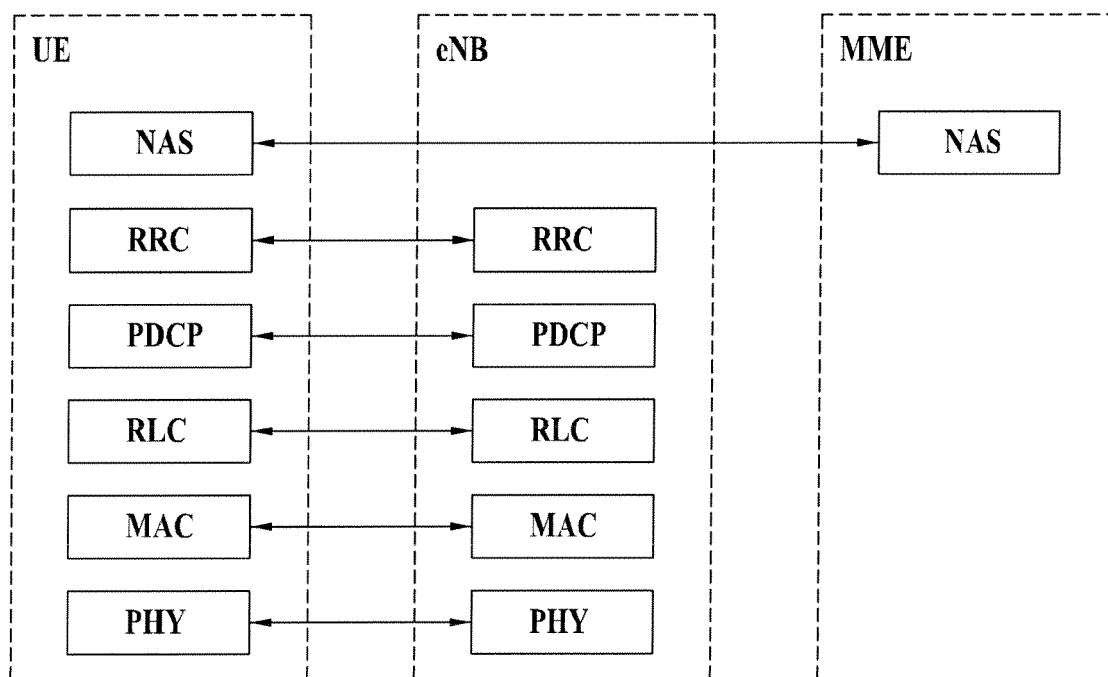 UE eNB MME
NAS NAS
RRC RRC
PDCP PDCP
RLC RLC
MAC MAC
PHY PHY